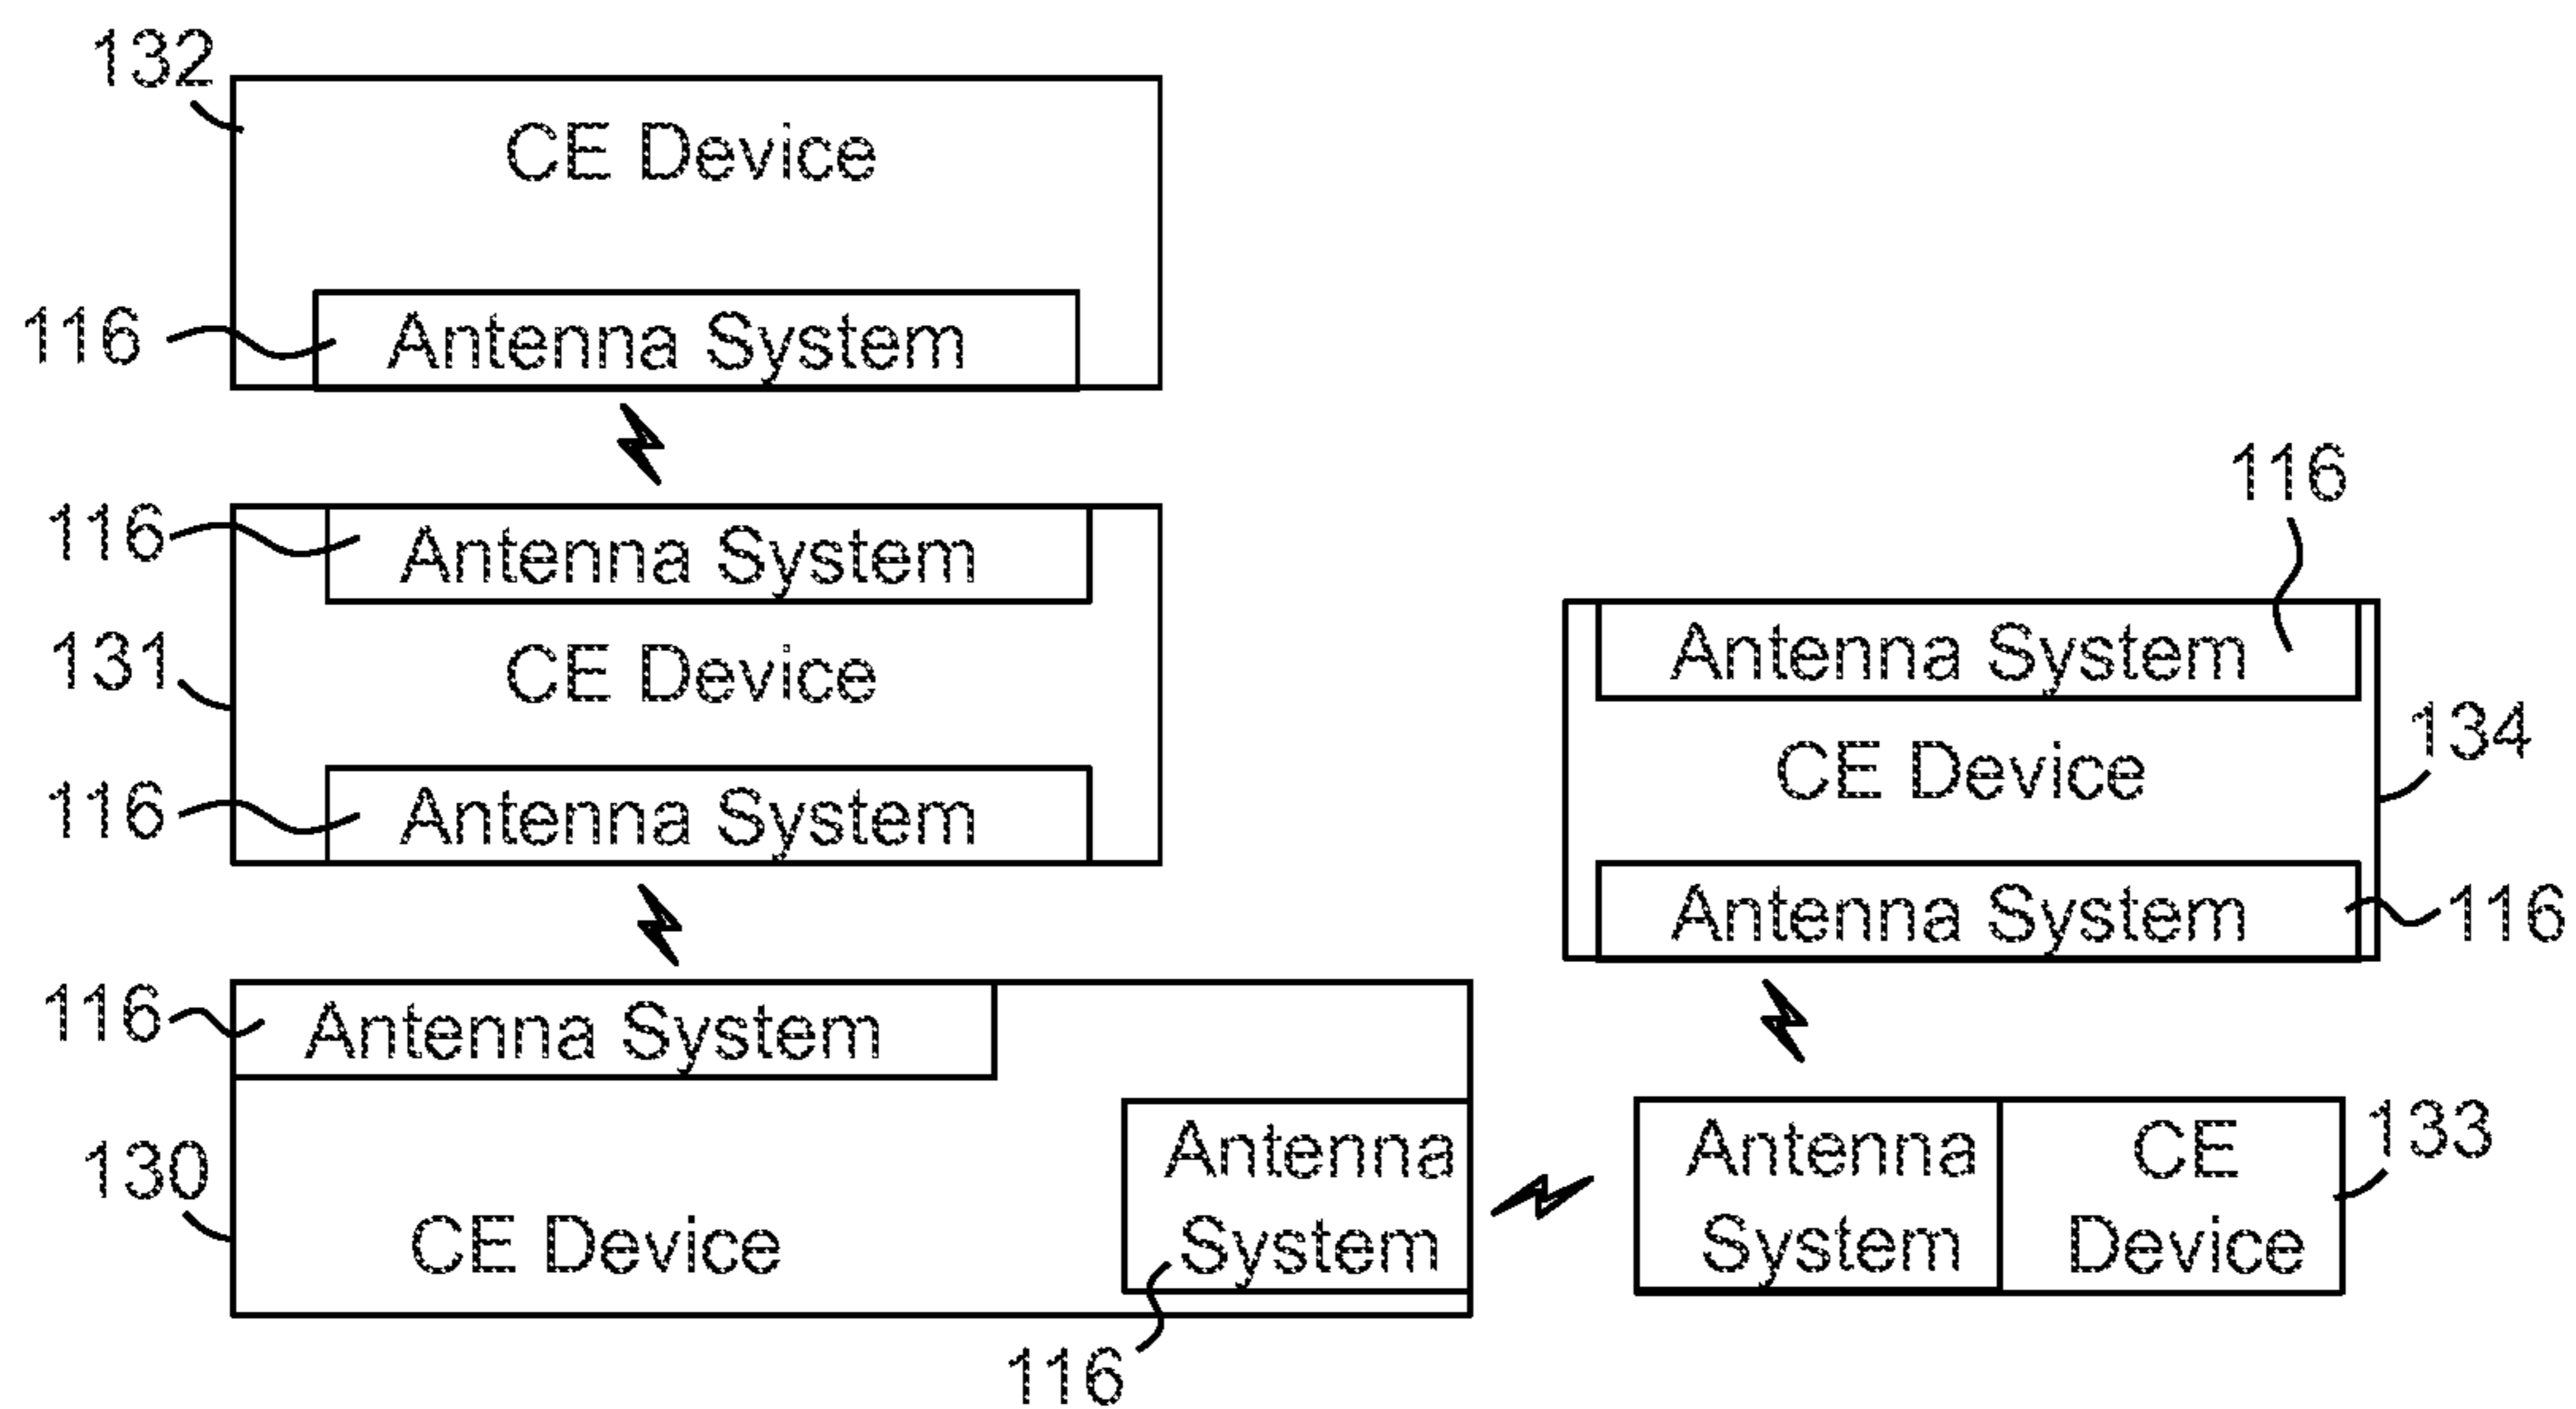 132
CE Device
116
Antenna System
116
Antenna System
131
CE Device
116
Antenna System
116
Antenna System
130
CE Device
Antenna
System
116
116
Antenna System
CE Device
134
Antenna System
116
Antenna
System
CE
Device
133